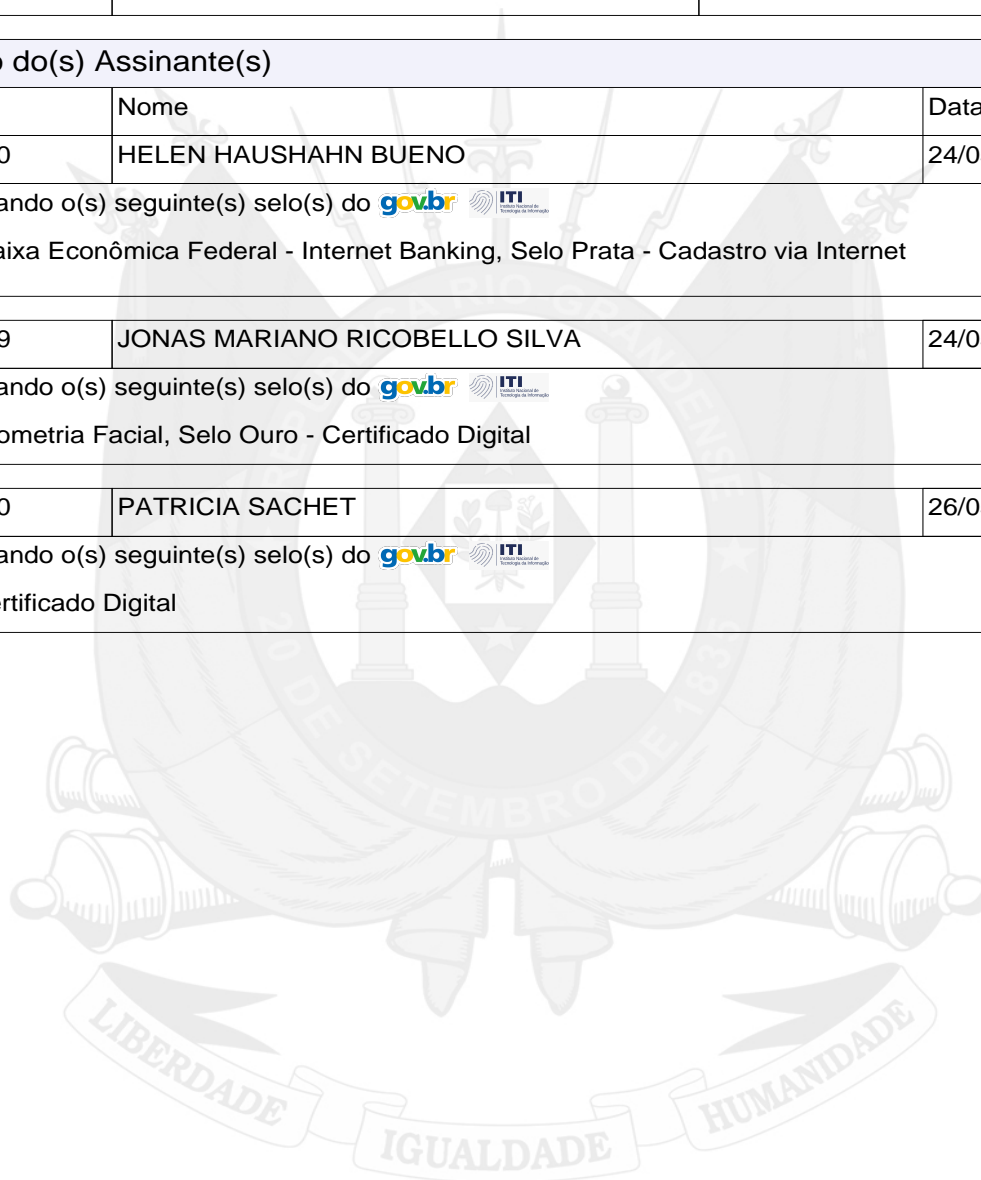 o do(s) Assinante(s)
Nome Data
0 HELEN HAUSHAHN BUENO 24/0
ando o(s) seguinte(s) selo(s) do gov.br ITI
aixa Econômica Federal - Internet Banking, Selo Prata - Cadastro via Internet
9 JONAS MARIANO RICOBELLO SILVA 24/0
ando o(s) seguinte(s) selo(s) do gov.br ITI
ometria Facial, Selo Ouro - Certificado Digital
0 PATRICIA SACHET 26/0
ando o(s) seguinte(s) selo(s) do gov.br ITI
ertificado Digital
REPUBLICA RIO GRANDENSE
20 DE SETEMBRO DE 1835
LIBERDADE
IGUALDADE
HUMANIDADE